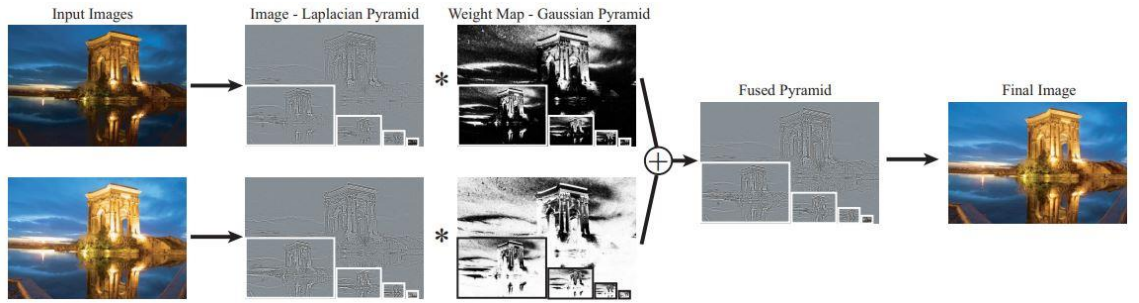 Input Images
Image - Laplacian Pyramid
Weight Map - Gaussian Pyramid
*
Fused Pyramid
Final Image
+
*